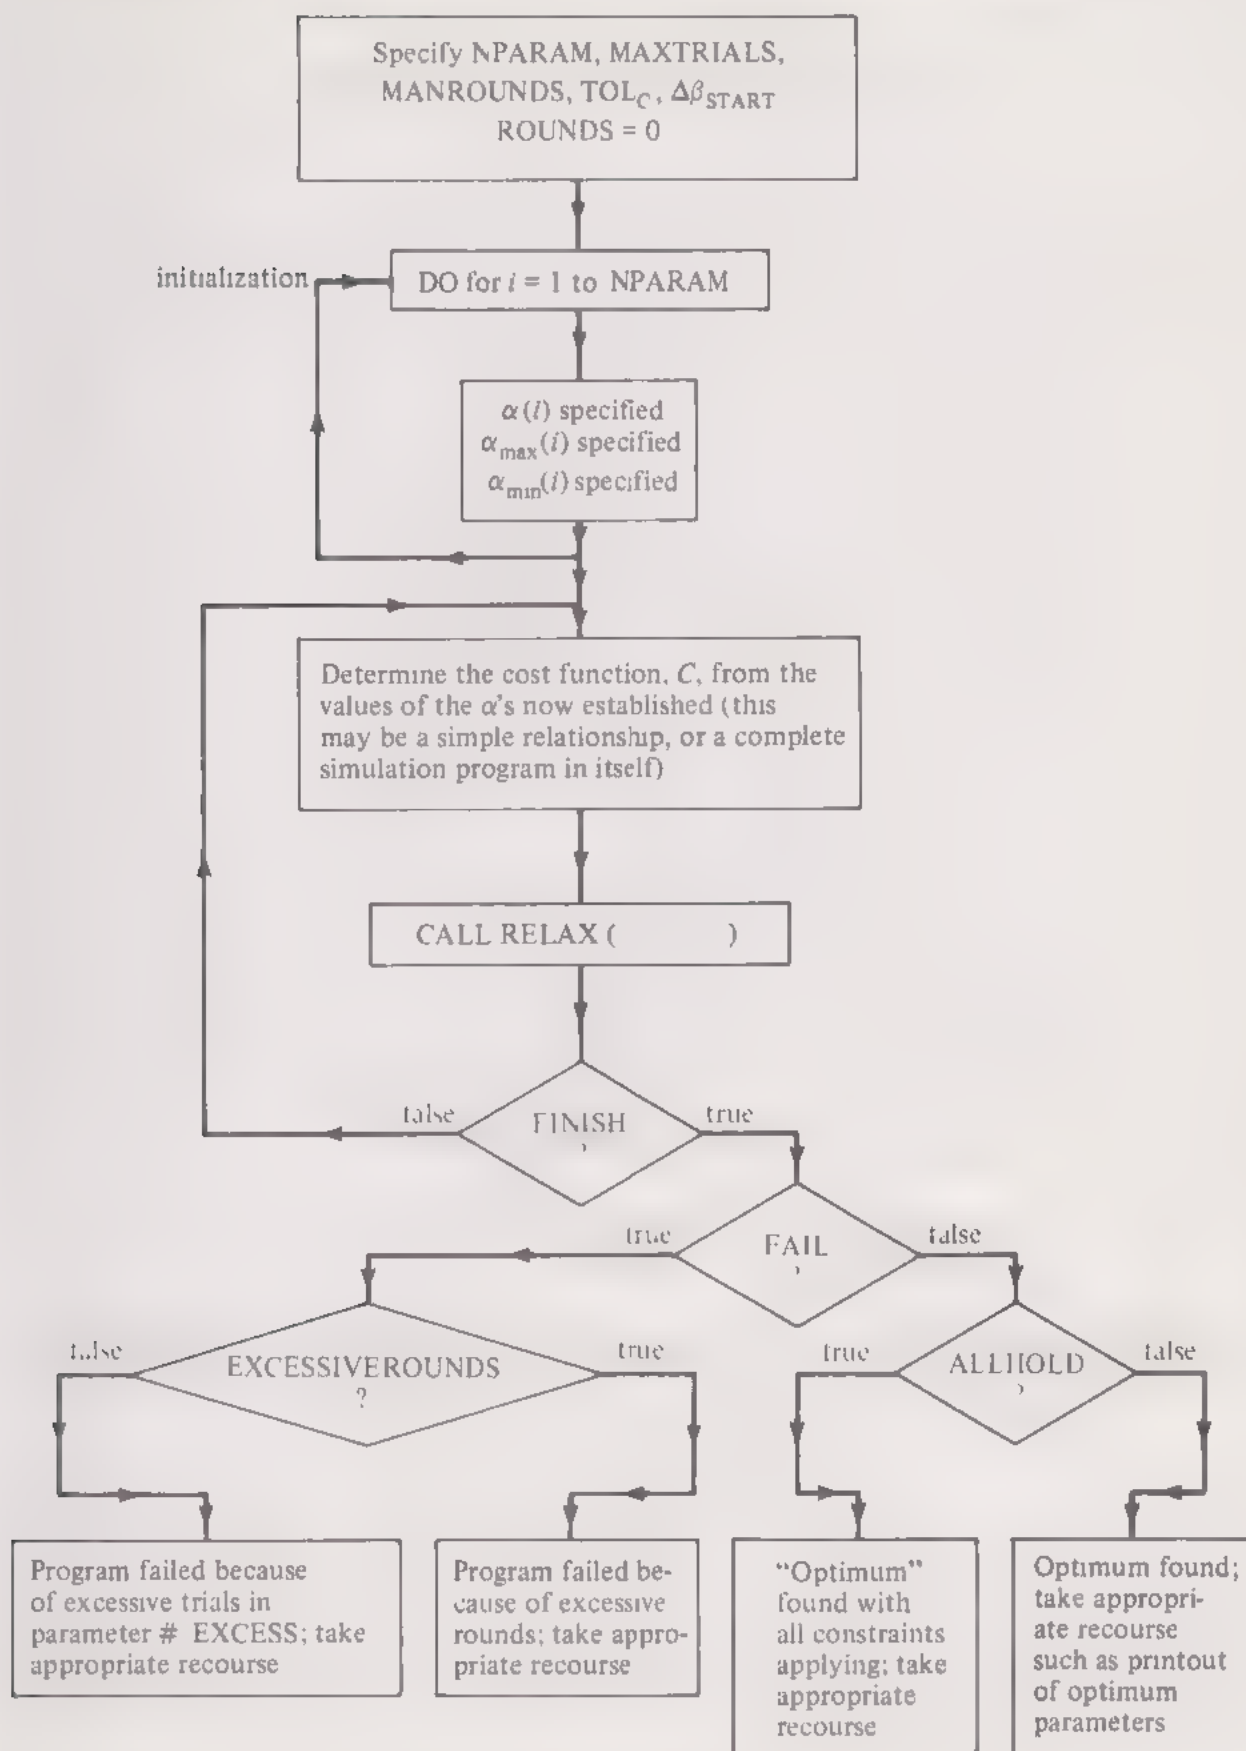 Specify NPARAM, MAXTRIALS,
MANROUNDS, TOL_C, Δβ_START
ROUNDS = 0
initialization
DO for i = 1 to NPARAM
α(i) specified
α_max(i) specified
α_min(i) specified
Determine the cost function, C, from the
values of the α's now established (this
may be a simple relationship, or a complete
simulation program in itself)
CALL RELAX ( )
false
FINISH
?
true
true
FAIL
?
false
false
EXCESSIVEROUNDS
?
true
true
ALLHOLD
?
false
Program failed because
of excessive trials in
parameter # EXCESS; take
appropriate recourse
Program failed be-
cause of excessive
rounds; take appro-
priate recourse
"Optimum"
found with
all constraints
applying; take
appropriate
recourse
Optimum found;
take appropri-
ate recourse
such as printout
of optimum
parameters